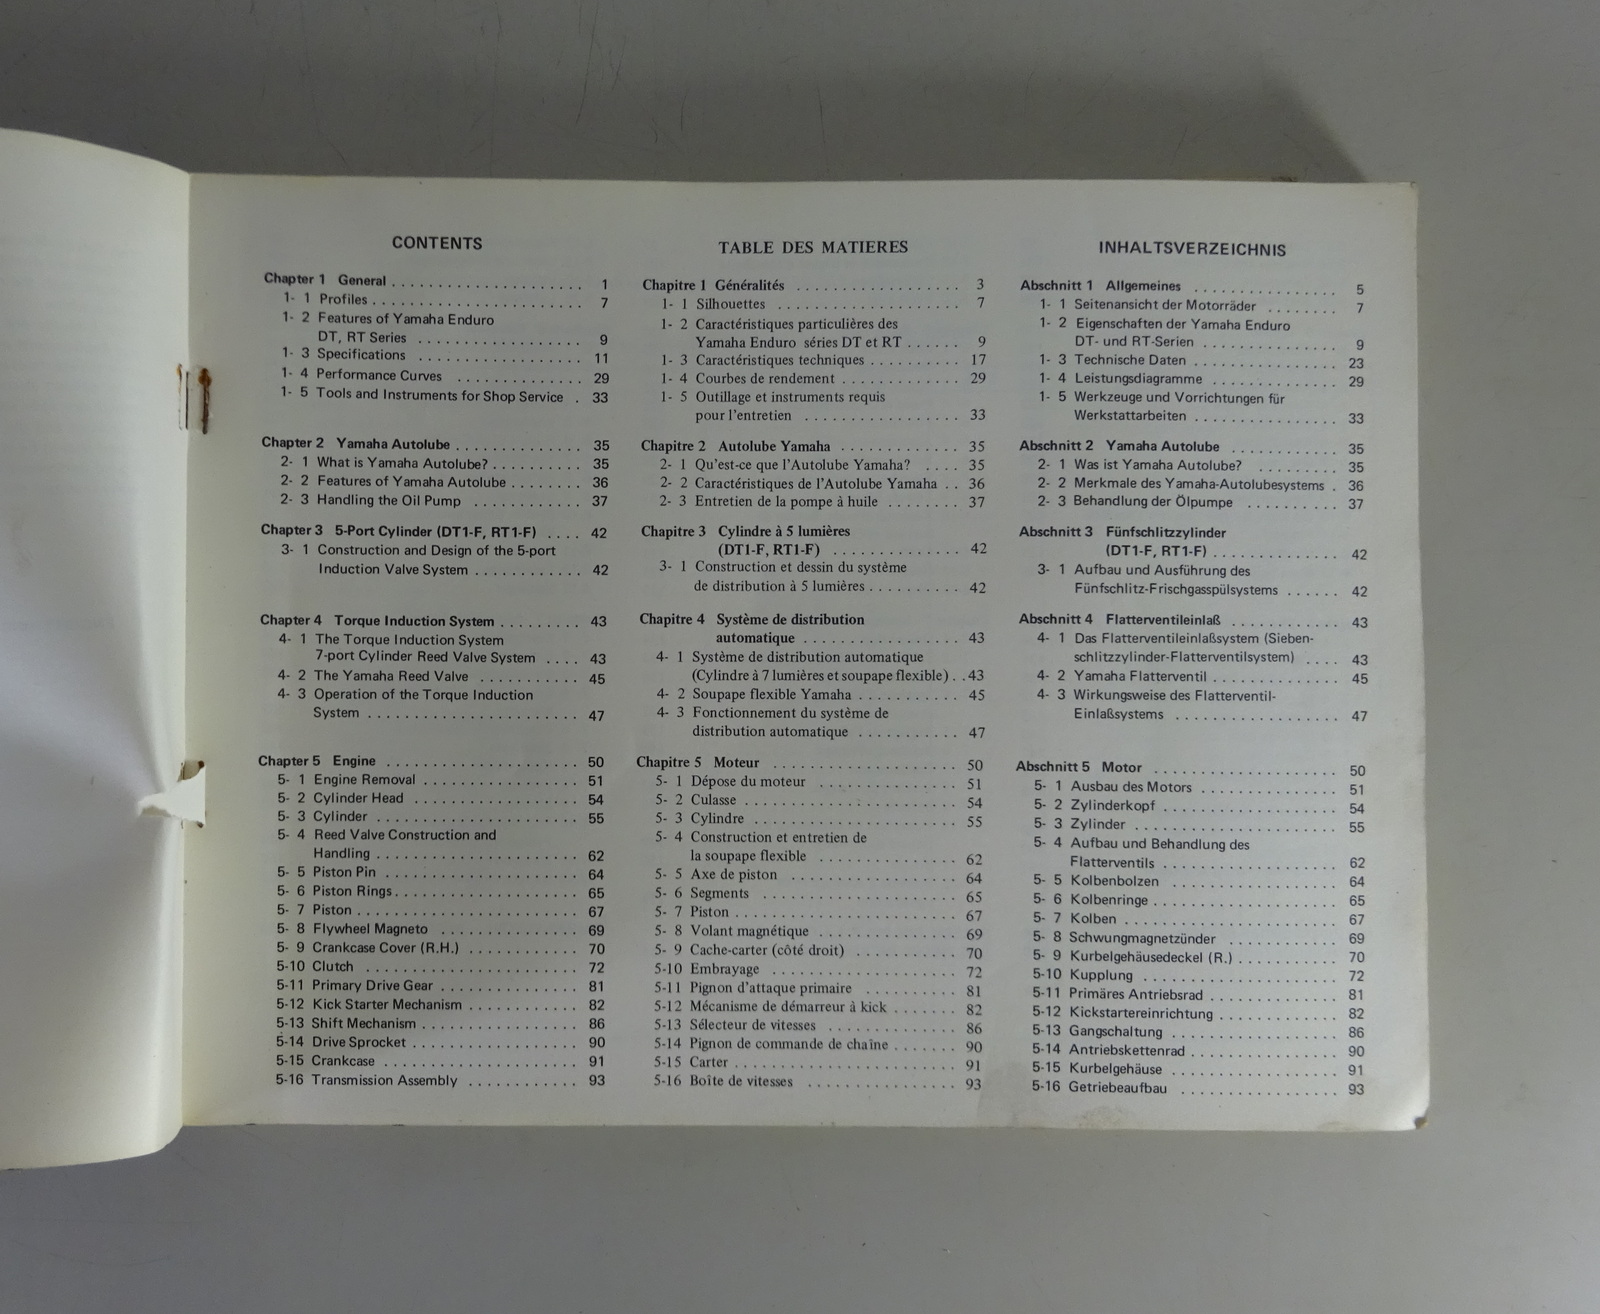 CONTENTS
Chapter 1 General . . . . . . . . . . . . . . . . . . . . . 1
1- 1 Profiles . . . . . . . . . . . . . . . . . . . . . . . 7
1- 2 Features of Yamaha Enduro
DT, RT Series . . . . . . . . . . . . . . . . . . 9
1- 3 Specifications . . . . . . . . . . . . . . . . . . 11
1- 4 Performance Curves . . . . . . . . . . . . . . 29
1- 5 Tools and Instruments for Shop Service . 33
Chapter 2 Yamaha Autolube . . . . . . . . . . . . . . 35
2- 1 What is Yamaha Autolube? . . . . . . . . . . 35
2- 2 Features of Yamaha Autolube . . . . . . . . 36
2- 3 Handling the Oil Pump . . . . . . . . . . . . 37
Chapter 3 5-Port Cylinder (DT1-F, RT1-F) . . . . 42
3- 1 Construction and Design of the 5-port
Induction Valve System . . . . . . . . . . . . 42
Chapter 4 Torque Induction System . . . . . . . . . 43
4- 1 The Torque Induction System
7-port Cylinder Reed Valve System . . . . 43
4- 2 The Yamaha Reed Valve . . . . . . . . . . . 45
4- 3 Operation of the Torque Induction
System . . . . . . . . . . . . . . . . . . . . . . . 47
Chapter 5 Engine . . . . . . . . . . . . . . . . . . . . . 50
5- 1 Engine Removal . . . . . . . . . . . . . . . . . 51
5- 2 Cylinder Head . . . . . . . . . . . . . . . . . . 54
5- 3 Cylinder . . . . . . . . . . . . . . . . . . . . . . 55
5- 4 Reed Valve Construction and
Handling . . . . . . . . . . . . . . . . . . . . . . 62
5- 5 Piston Pin . . . . . . . . . . . . . . . . . . . . . 64
5- 6 Piston Rings . . . . . . . . . . . . . . . . . . . . 65
5- 7 Piston . . . . . . . . . . . . . . . . . . . . . . . . 67
5- 8 Flywheel Magneto . . . . . . . . . . . . . . . 69
5- 9 Crankcase Cover (R.H.) . . . . . . . . . . . . 70
5-10 Clutch . . . . . . . . . . . . . . . . . . . . . . . 72
5-11 Primary Drive Gear . . . . . . . . . . . . . . . 81
5-12 Kick Starter Mechanism . . . . . . . . . . . . 82
5-13 Shift Mechanism . . . . . . . . . . . . . . . . . 86
5-14 Drive Sprocket . . . . . . . . . . . . . . . . . . 90
5-15 Crankcase . . . . . . . . . . . . . . . . . . . . . 91
5-16 Transmission Assembly . . . . . . . . . . . . 93
TABLE DES MATIERES
Chapitre 1 Généralités . . . . . . . . . . . . . . . . . . 3
1- 1 Silhouettes . . . . . . . . . . . . . . . . . . . . 7
1- 2 Caractéristiques particulières des
Yamaha Enduro séries DT et RT . . . . . . 9
1- 3 Caractéristiques techniques . . . . . . . . . . 17
1- 4 Courbes de rendement . . . . . . . . . . . . . 29
1- 5 Outillage et instruments requis
pour l'entretien . . . . . . . . . . . . . . . . . 33
Chapitre 2 Autolube Yamaha . . . . . . . . . . . . . 35
2- 1 Qu'est-ce que l'Autolube Yamaha? . . . . 35
2- 2 Caractéristiques de l'Autolube Yamaha . . 36
2- 3 Entretien de la pompe à huile . . . . . . . . 37
Chapitre 3 Cylindre à 5 lumières
(DT1-F, RT1-F) . . . . . . . . . . . . . . 42
3- 1 Construction et dessin du système
de distribution à 5 lumières . . . . . . . . . . 42
Chapitre 4 Système de distribution
automatique . . . . . . . . . . . . . . . . . 43
4- 1 Système de distribution automatique
(Cylindre à 7 lumières et soupape flexible) . . 43
4- 2 Soupape flexible Yamaha . . . . . . . . . . . . 45
4- 3 Fonctionnement du système de
distribution automatique . . . . . . . . . . . 47
Chapitre 5 Moteur . . . . . . . . . . . . . . . . . . . . 50
5- 1 Dépose du moteur . . . . . . . . . . . . . . . 51
5- 2 Culasse . . . . . . . . . . . . . . . . . . . . . . . 54
5- 3 Cylindre . . . . . . . . . . . . . . . . . . . . . . 55
5- 4 Construction et entretien de
la soupape flexible . . . . . . . . . . . . . . . 62
5- 5 Axe de piston . . . . . . . . . . . . . . . . . . 64
5- 6 Segments . . . . . . . . . . . . . . . . . . . . . 65
5- 7 Piston . . . . . . . . . . . . . . . . . . . . . . . . 67
5- 8 Volant magnétique . . . . . . . . . . . . . . . 69
5- 9 Cache-carter (côté droit) . . . . . . . . . . . 70
5-10 Embrayage . . . . . . . . . . . . . . . . . . . . 72
5-11 Pignon d'attaque primaire . . . . . . . . . . 81
5-12 Mécanisme de démarreur à kick . . . . . . . 82
5-13 Sélecteur de vitesses . . . . . . . . . . . . . . 86
5-14 Pignon de commande de chaîne . . . . . . . 90
5-15 Carter . . . . . . . . . . . . . . . . . . . . . . . . 91
5-16 Boîte de vitesses . . . . . . . . . . . . . . . . 93
INHALTSVERZEICHNIS
Abschnitt 1 Allgemeines . . . . . . . . . . . . . . . . 5
1- 1 Seitenansicht der Motorräder . . . . . . . . 7
1- 2 Eigenschaften der Yamaha Enduro
DT- und RT-Serien . . . . . . . . . . . . . . . 9
1- 3 Technische Daten . . . . . . . . . . . . . . . . 23
1- 4 Leistungsdiagramme . . . . . . . . . . . . . . 29
1- 5 Werkzeuge und Vorrichtungen für
Werkstattarbeiten . . . . . . . . . . . . . . . . 33
Abschnitt 2 Yamaha Autolube . . . . . . . . . . . . 35
2- 1 Was ist Yamaha Autolube? . . . . . . . . . 35
2- 2 Merkmale des Yamaha-Autolubesystems . 36
2- 3 Behandlung der Ölpumpe . . . . . . . . . . 37
Abschnitt 3 Fünfschlitzzylinder
(DT1-F, RT1-F) . . . . . . . . . . . . . . 42
3- 1 Aufbau und Ausführung des
Fünfschlitz-Frischgasspülsystems . . . . . . 42
Abschnitt 4 Flatterventileinlaß . . . . . . . . . . . . 43
4- 1 Das Flatterventileinlaßsystem (Sieben-
schlitzzylinder-Flatterventilsystem) . . . . 43
4- 2 Yamaha Flatterventil . . . . . . . . . . . . . . 45
4- 3 Wirkungsweise des Flatterventil-
Einlaßsystems . . . . . . . . . . . . . . . . . . 47
Abschnitt 5 Motor . . . . . . . . . . . . . . . . . . . . 50
5- 1 Ausbau des Motors . . . . . . . . . . . . . . . 51
5- 2 Zylinderkopf . . . . . . . . . . . . . . . . . . . 54
5- 3 Zylinder . . . . . . . . . . . . . . . . . . . . . . 55
5- 4 Aufbau und Behandlung des
Flatterventils . . . . . . . . . . . . . . . . . . . 62
5- 5 Kolbenbolzen . . . . . . . . . . . . . . . . . . 64
5- 6 Kolbenringe . . . . . . . . . . . . . . . . . . . . 65
5- 7 Kolben . . . . . . . . . . . . . . . . . . . . . . . 67
5- 8 Schwungmagnetzünder . . . . . . . . . . . . 69
5- 9 Kurbelgehäusedeckel (R.) . . . . . . . . . . . 70
5-10 Kupplung . . . . . . . . . . . . . . . . . . . . . 72
5-11 Primäres Antriebsrad . . . . . . . . . . . . . . 81
5-12 Kickstartereinrichtung . . . . . . . . . . . . . 82
5-13 Gangschaltung . . . . . . . . . . . . . . . . . . 86
5-14 Antriebskettenrad . . . . . . . . . . . . . . . . 90
5-15 Kurbelgehäuse . . . . . . . . . . . . . . . . . . 91
5-16 Getriebeaufbau . . . . . . . . . . . . . . . . . 93